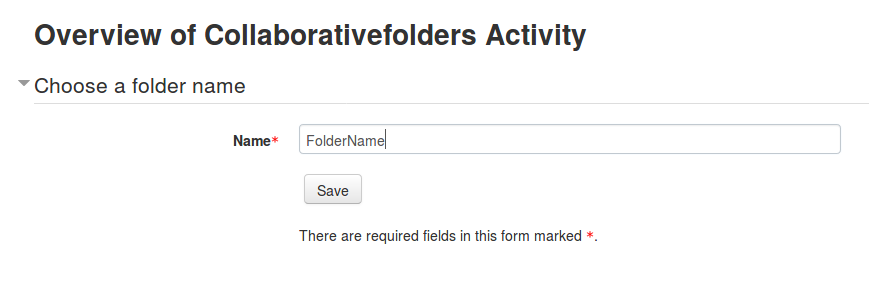 Overview of Collaborativefolders Activity
Choose a folder name
Name*
FolderName
Save
There are required fields in this form marked *.